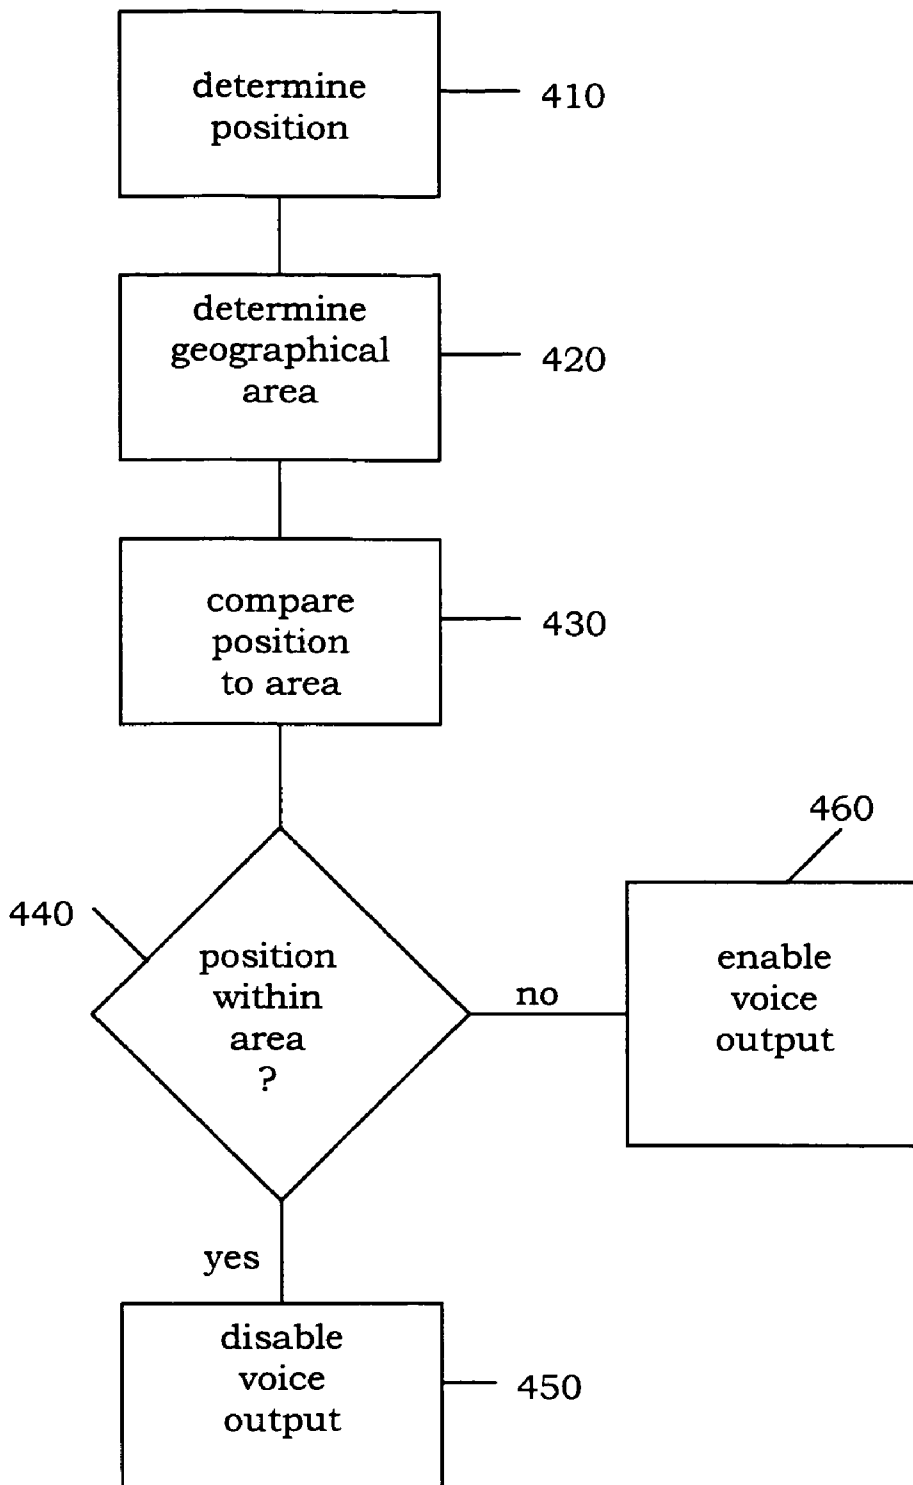 determine
position
410
determine
geographical
area
420
compare
position
to area
430
460
440
position
within
area
?
no
enable
voice
output
yes
disable
voice
output
450